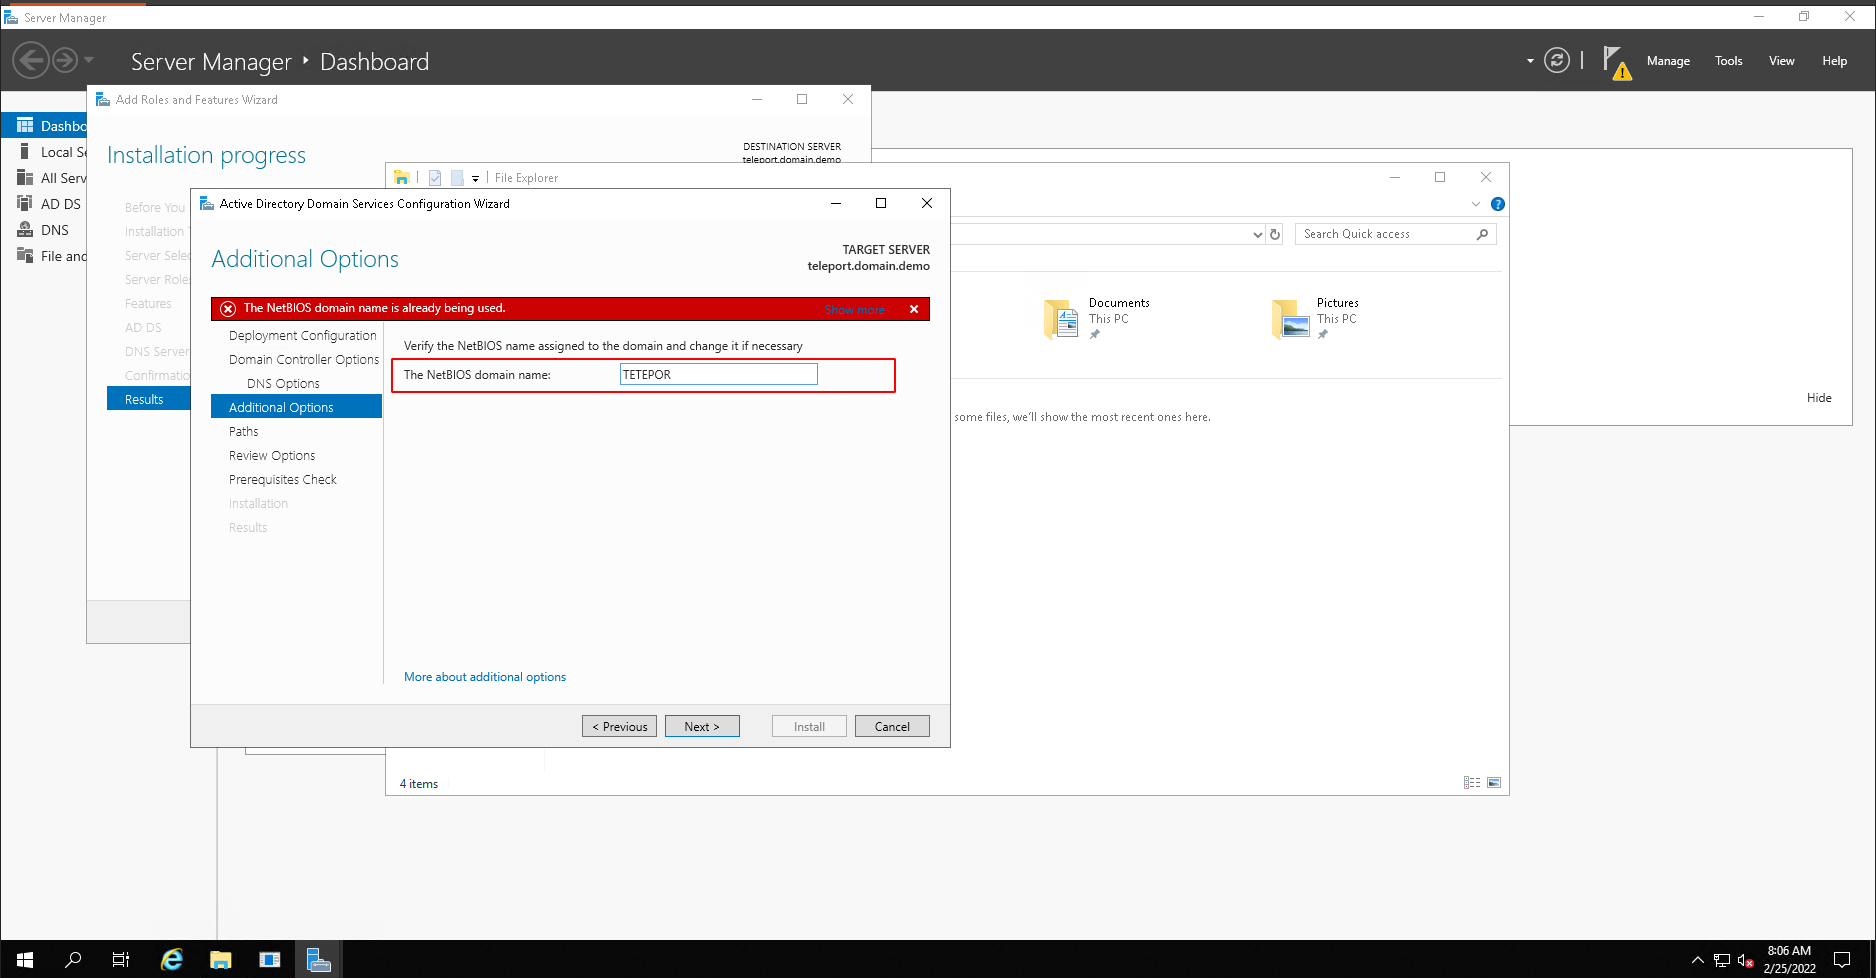 Server Manager
Server Manager ‣ Dashboard
Manage
Tools
View
Help
Add Roles and Features Wizard
Dashbo
Local Se
All Serv
AD DS
DNS
File and
Installation progress
DESTINATION SERVER
teleport.domain.demo
Before You
Installation
Server Selec
Server Role
Features
AD DS
DNS Server
Confirmatio
Results
File Explorer
Search Quick access
Documents
This PC
Pictures
This PC
some files, we'll show the most recent ones here.
Hide
4 items
Active Directory Domain Services Configuration Wizard
Additional Options
TARGET SERVER
teleport.domain.demo
The NetBIOS domain name is already being used.
Show more
Deployment Configuration
Domain Controller Options
DNS Options
Additional Options
Paths
Review Options
Prerequisites Check
Installation
Results
Verify the NetBIOS name assigned to the domain and change it if necessary
The NetBIOS domain name:
TETEPOR
More about additional options
< Previous
Next >
Install
Cancel
8:06 AM
2/25/2022